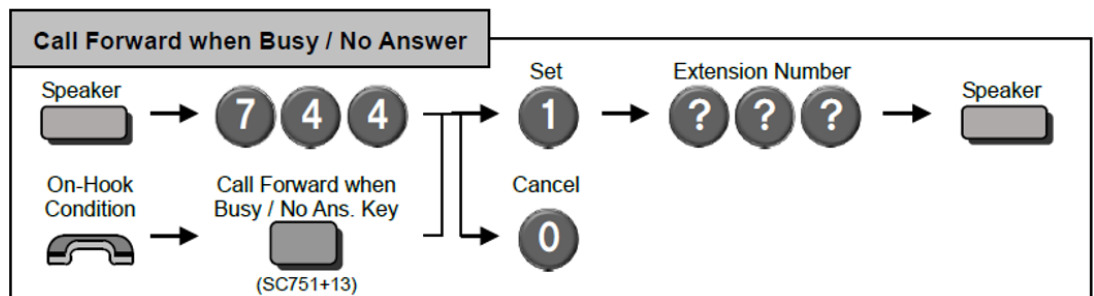 Call Forward when Busy / No Answer
Speaker
7 4 4
Set
1
Extension Number
? ? ?
Speaker
On-Hook
Condition
Call Forward when
Busy / No Ans. Key
(SC751+13)
Cancel
0